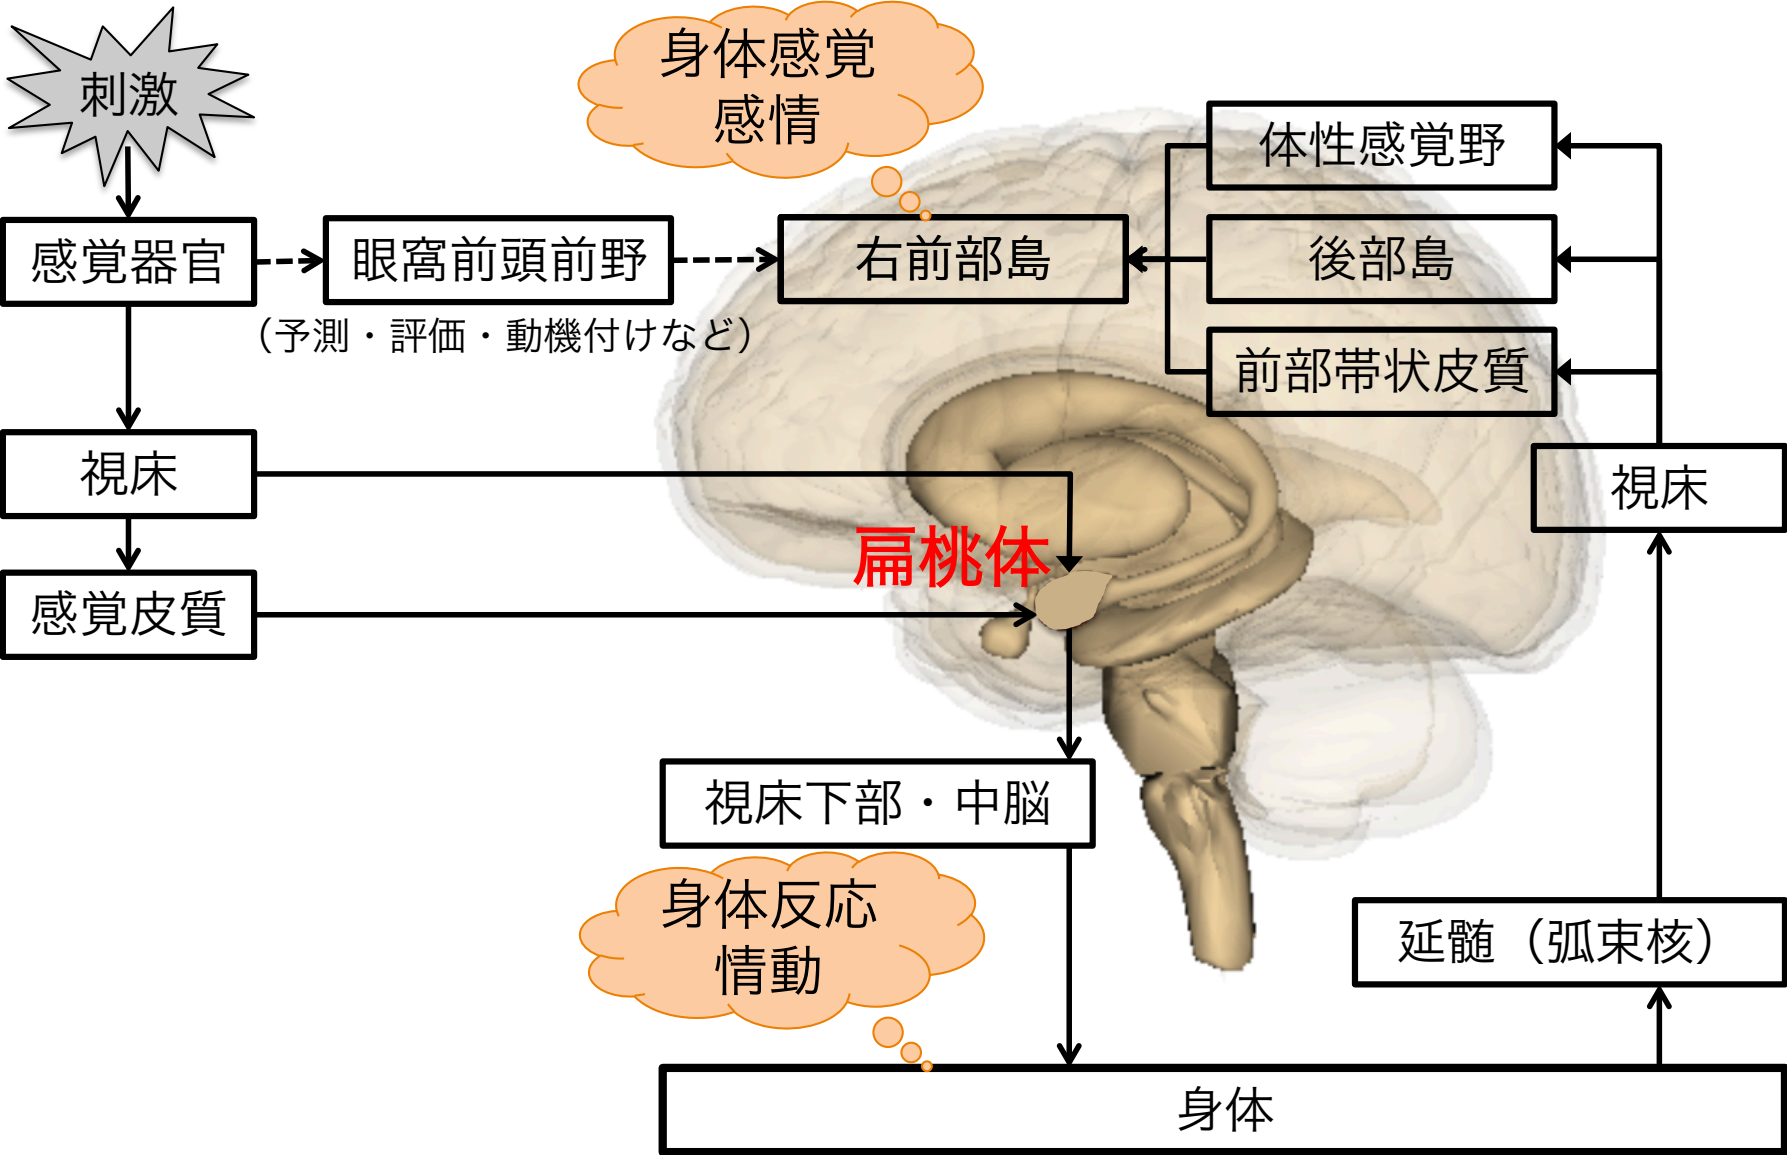 刺激
身体感覚
感情
体性感覚野
感覚器官
眼窩前頭前野
右前部島
後部島
（予測・評価・動機付けなど）
前部帯状皮質
視床
視床
扁桃体
感覚皮質
視床下部・中脳
身体反応
情動
延髄（弧束核）
身体